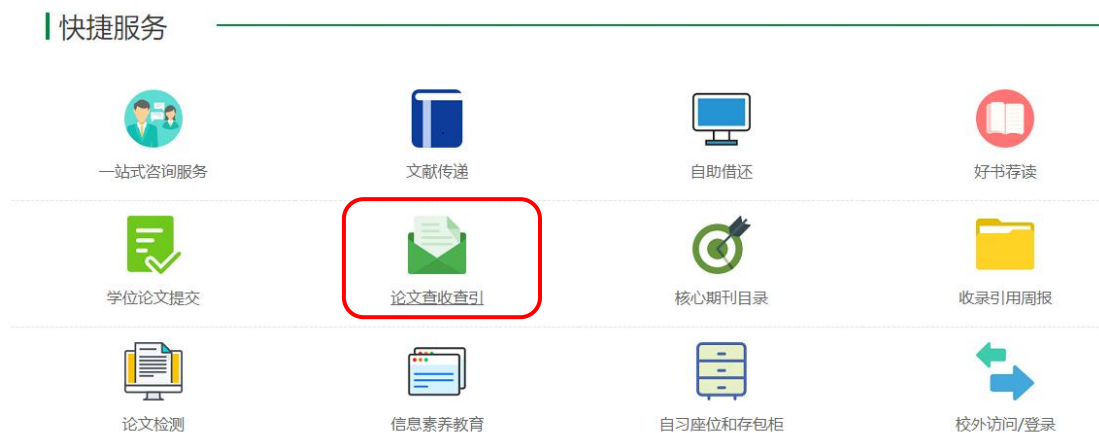 快捷服务
一站式咨询服务
文献传递
自助借还
好书荐读
学位论文提交
论文查收查引
核心期刊目录
收录引用周报
论文检测
信息素养教育
自习座位和存包柜
校外访问/登录